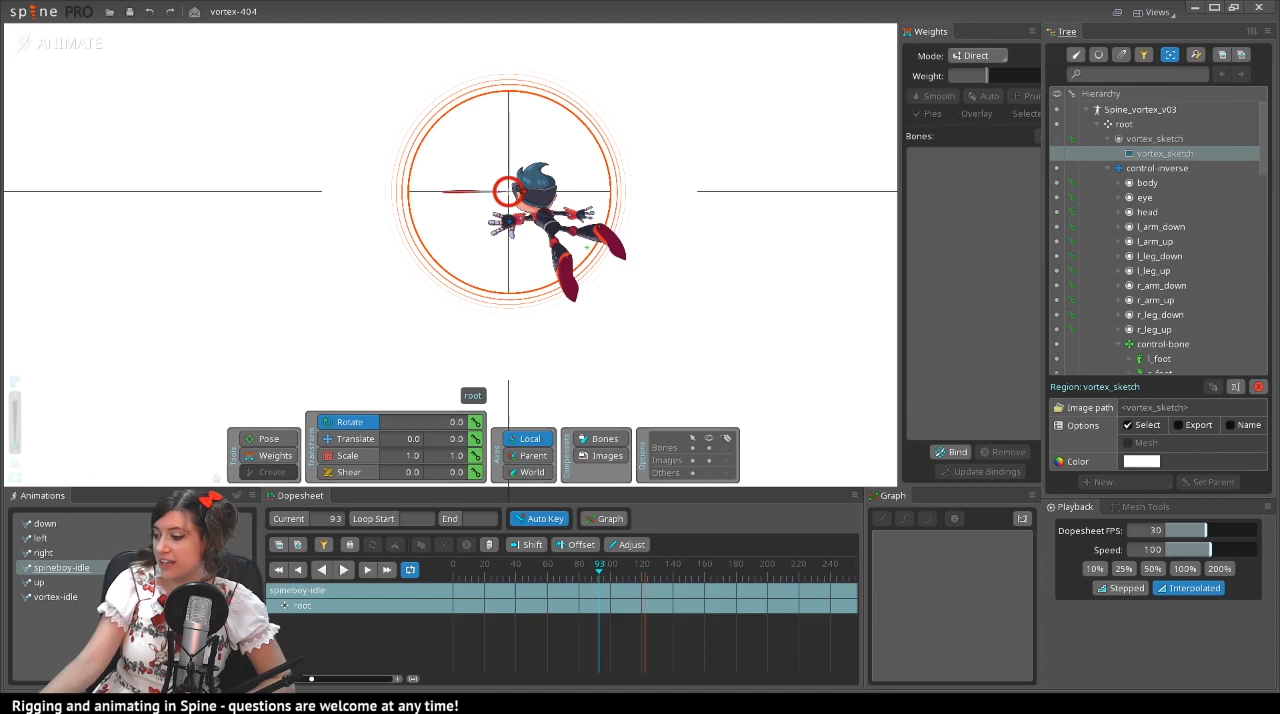 spine PRO
vortex-404
Views
ANIMATE
Weights
Mode:
Direct
Weight:
Smooth
Auto
Pies
Overlay
Bones:
Bind
Remove
Update Bindings
Tree
Hierarchy
Spine_vortex_v03
root
vortex_sketch
vortex_sketch
control-inverse
body
eye
head
l_arm_down
l_arm_up
l_leg_down
l_leg_up
r_arm_down
r_arm_up
r_leg_down
r_leg_up
control-bone
l_foot
Region: vortex_sketch
Image path
<vortex_sketch>
Options
Select
Export
Name
Mesh
Color
New...
Set Parent
root
Tools
Pose
Weights
Create
Transform
Rotate 0.0
Translate 0.0 0.0
Scale 1.0 1.0
Shear 0.0 0.0
Axes
Local
Parent
World
Compensate
Bones
Images
Options
Bones
Images
Others
Animations
down
left
right
spineboy-idle
up
vortex-idle
Dopesheet
Current 93 Loop Start End
Auto Key
Graph
Shift
Offset
Adjust
0 20 40 60 80 93 100 120 140 160 180 200 220 240
spineboy-idle
root
Graph
Playback
Mesh Tools
Dopesheet FPS: 30
Speed: 100
10% 25% 50% 100% 200%
Stepped
Interpolated
Rigging and animating in Spine - questions are welcome at any time!